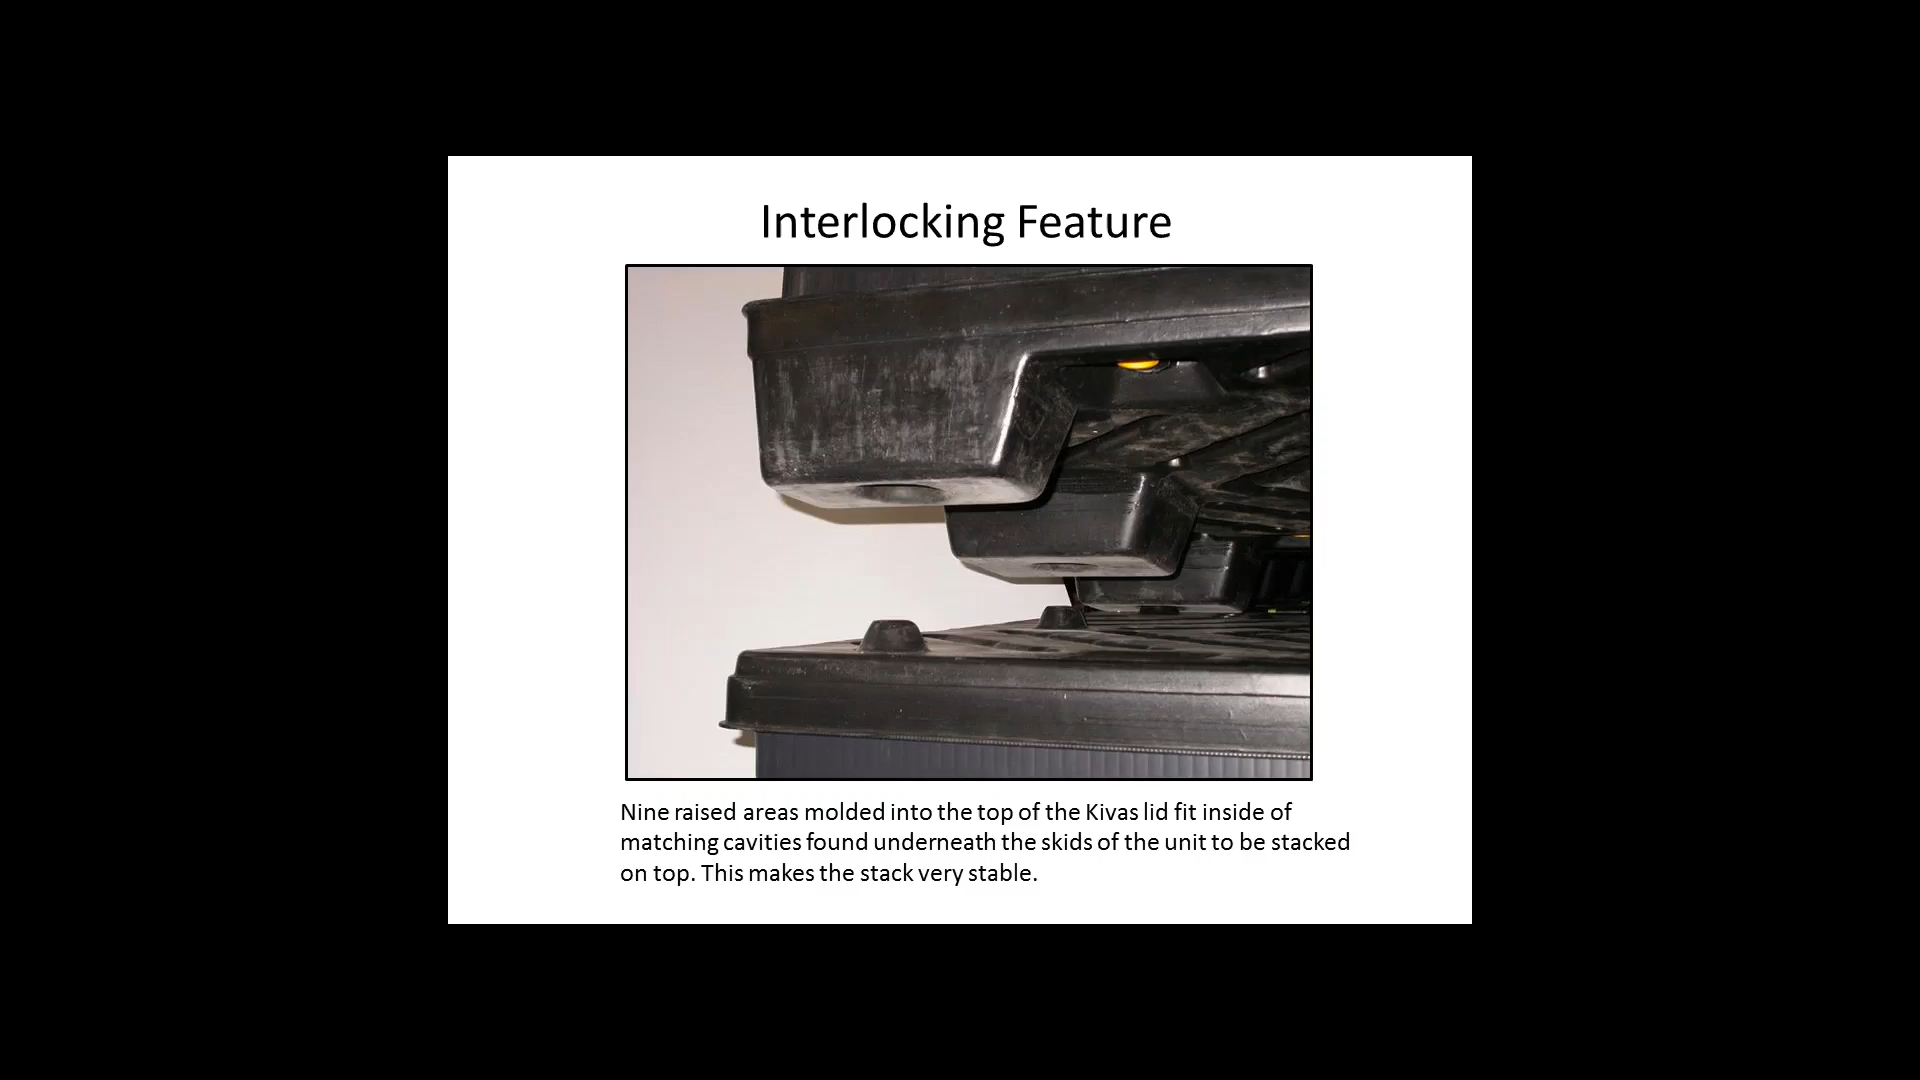 Interlocking Feature
Nine raised areas molded into the top of the Kivas lid fit inside of
matching cavities found underneath the skids of the unit to be stacked
on top. This makes the stack very stable.